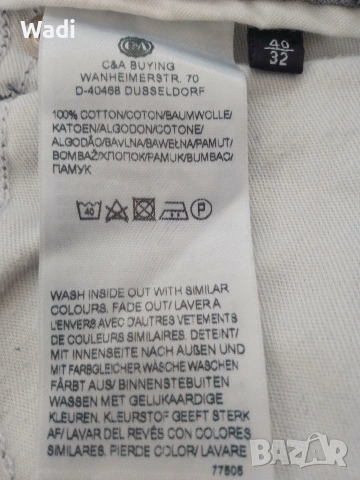 Wadi
C&A
C&A BUYING
WANHEIMERSTR. 70
D-40468 DUSSELDORF
40
32
100% COTTON/COTON/BAUMWOLLE/
KATOEN/ALGODON/COTONE/
ALGODÃO/BAVLNA/BAWEŁNA/PAMUT/
BOMBAŽ/ХЛОПОК/PAMUK/BUMBAC/
ПАМУК
40
P
WASH INSIDE OUT WITH SIMILAR
COLOURS. FADE OUT/ LAVER A
L'ENVERS AVEC D'AUTRES VETEMENTS
DE COULEURS SIMILAIRES. DETEINT/
MIT INNENSEITE NACH AUßEN UND
MIT FARBGLEICHER WÄSCHE WASCHEN
FÄRBT AUS/ BINNENSTEBUITEN
WASSEN MET GELIJKAARDIGE
KLEUREN. KLEURSTOF GEEFT STERK
AF/ LAVAR DEL REVÉS CON COLORES
SIMILARES. PIERDE COLOR/ LAVARE
77505
BAZAR